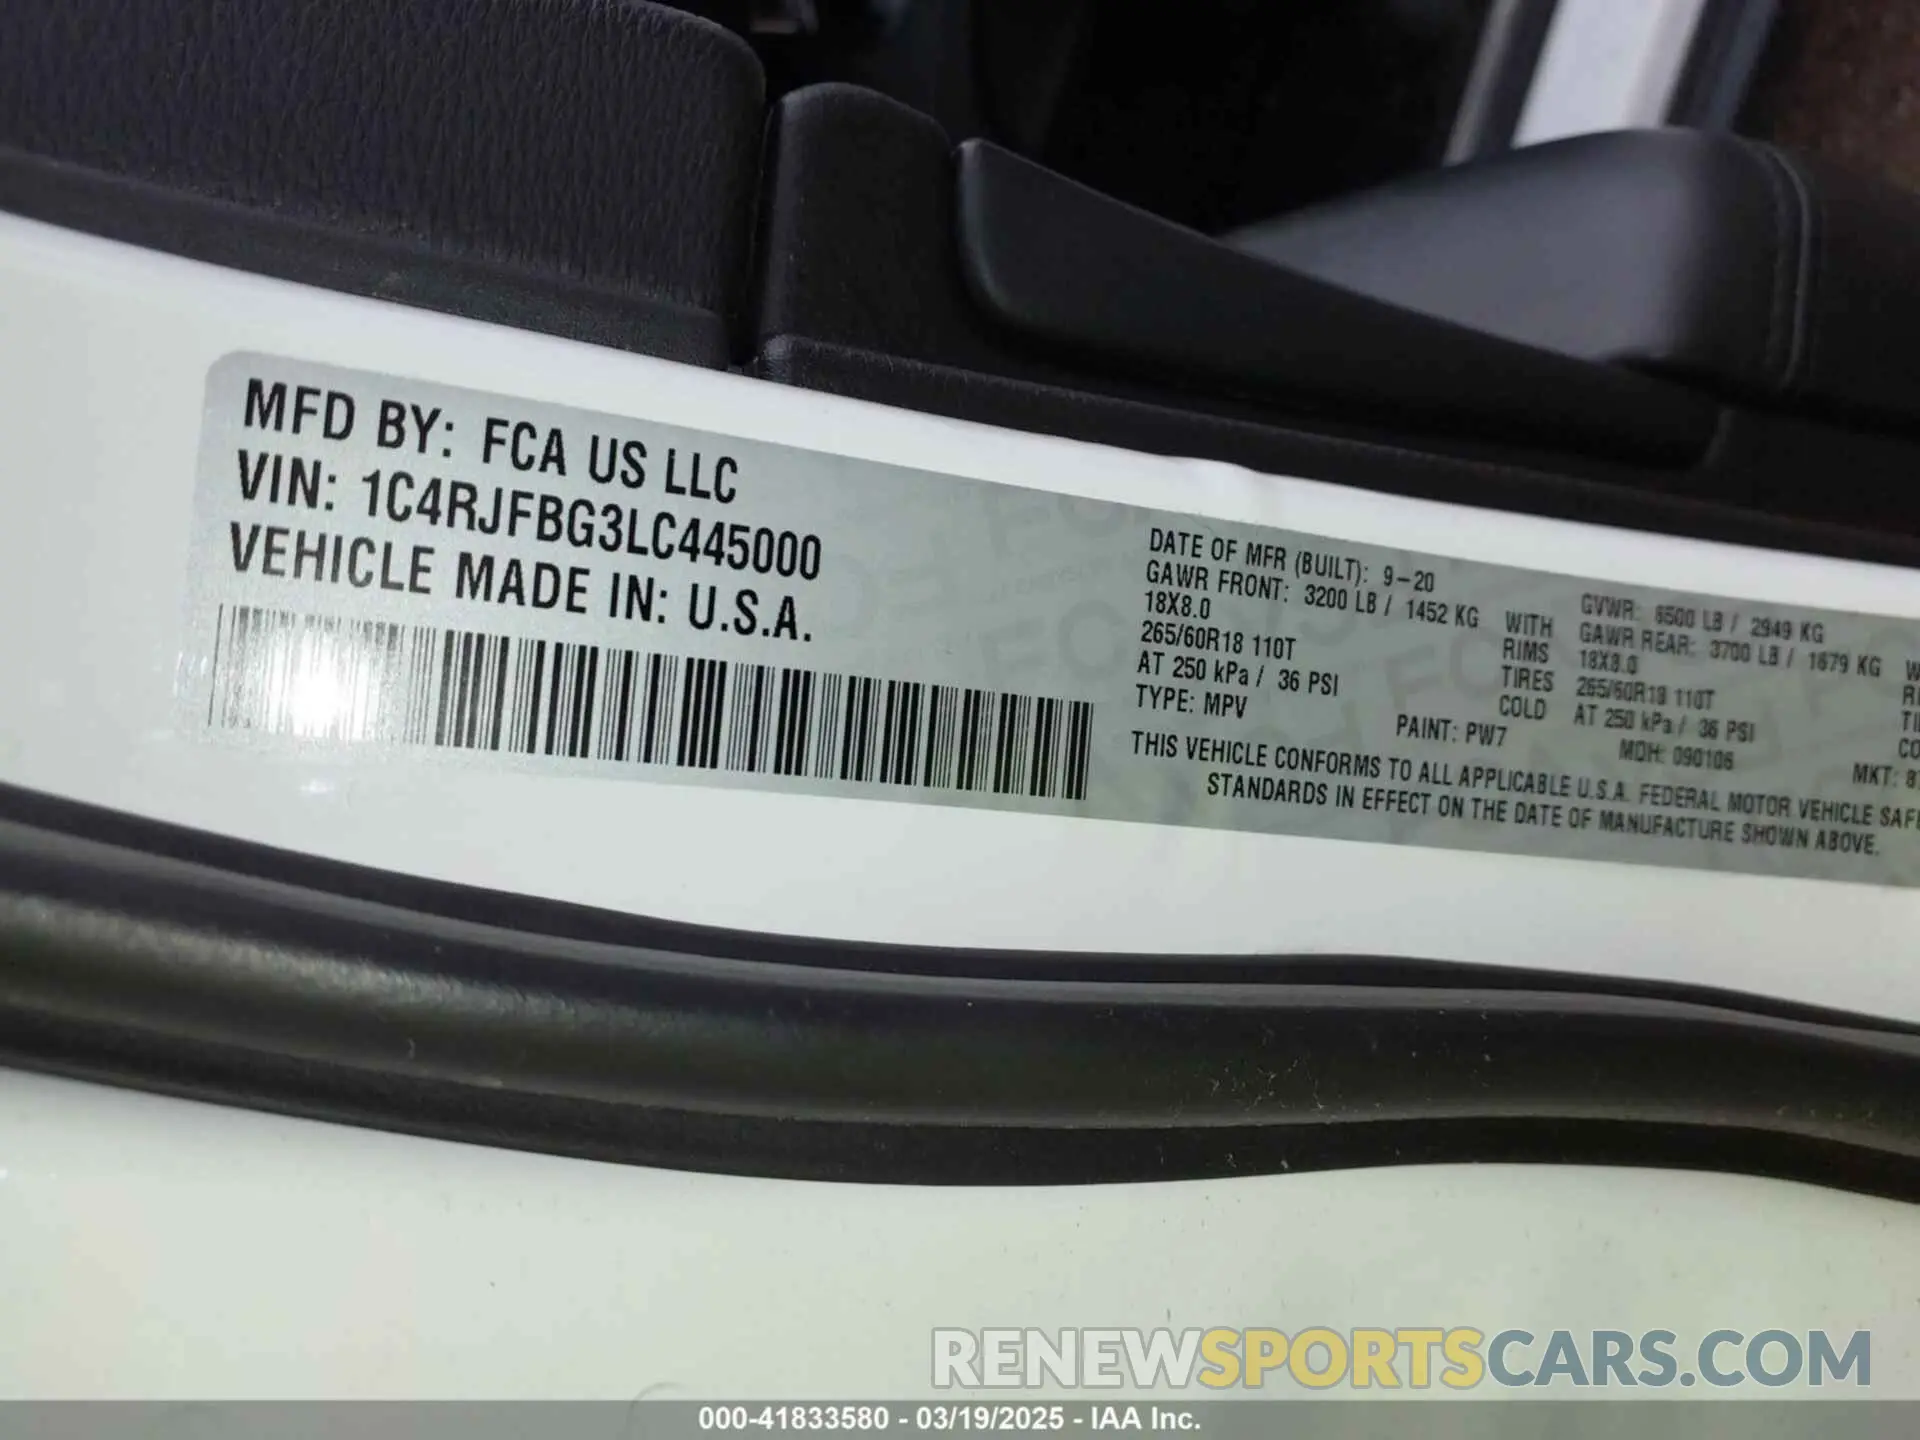 MFD BY: FCA US LLC
VIN: 1C4RJFBG3LC445000
VEHICLE MADE IN: U.S.A.
DATE OF MFR (BUILT): 9-20
GAWR FRONT: 3200 LB / 1452 KG WITH
18X8.0 RIMS
265/60R18 110T TIRES
AT 250 kPa / 36 PSI COLD
TYPE: MPV PAINT: PW7
GVWR: 6500 LB / 2949 KG
GAWR REAR: 3700 LB / 1679 KG
18X8.0
265/60R18 110T
AT 250 kPa / 36 PSI
MDH: 090106 MKT:
THIS VEHICLE CONFORMS TO ALL APPLICABLE U.S.A. FEDERAL MOTOR VEHICLE
STANDARDS IN EFFECT ON THE DATE OF MANUFACTURE SHOWN ABOVE.
RENEWSPORTSCARS.COM
000-41833580 - 03/19/2025 - IAA Inc.